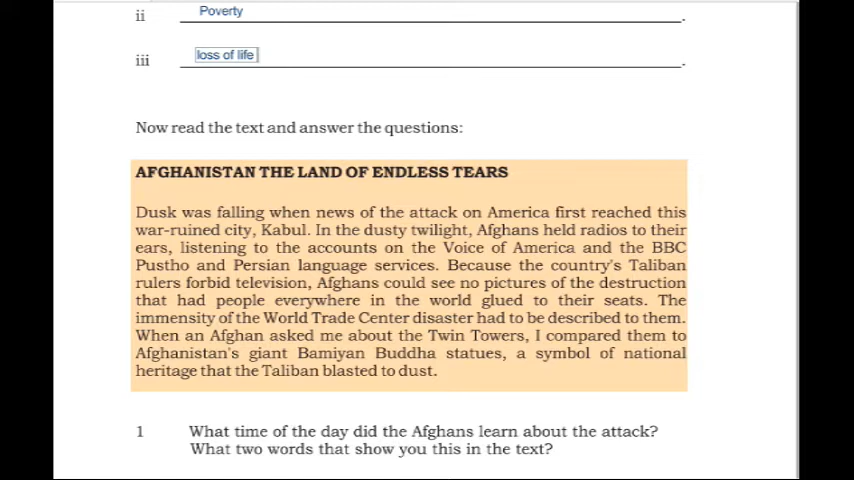 ii Poverty .
iii loss of life .
Now read the text and answer the questions:
AFGHANISTAN THE LAND OF ENDLESS TEARS
Dusk was falling when news of the attack on America first reached this
war-ruined city, Kabul. In the dusty twilight, Afghans held radios to their
ears, listening to the accounts on the Voice of America and the BBC
Pustho and Persian language services. Because the country's Taliban
rulers forbid television, Afghans could see no pictures of the destruction
that had people everywhere in the world glued to their seats. The
immensity of the World Trade Center disaster had to be described to them.
When an Afghan asked me about the Twin Towers, I compared them to
Afghanistan's giant Bamiyan Buddha statues, a symbol of national
heritage that the Taliban blasted to dust.
1 What time of the day did the Afghans learn about the attack?
What two words that show you this in the text?